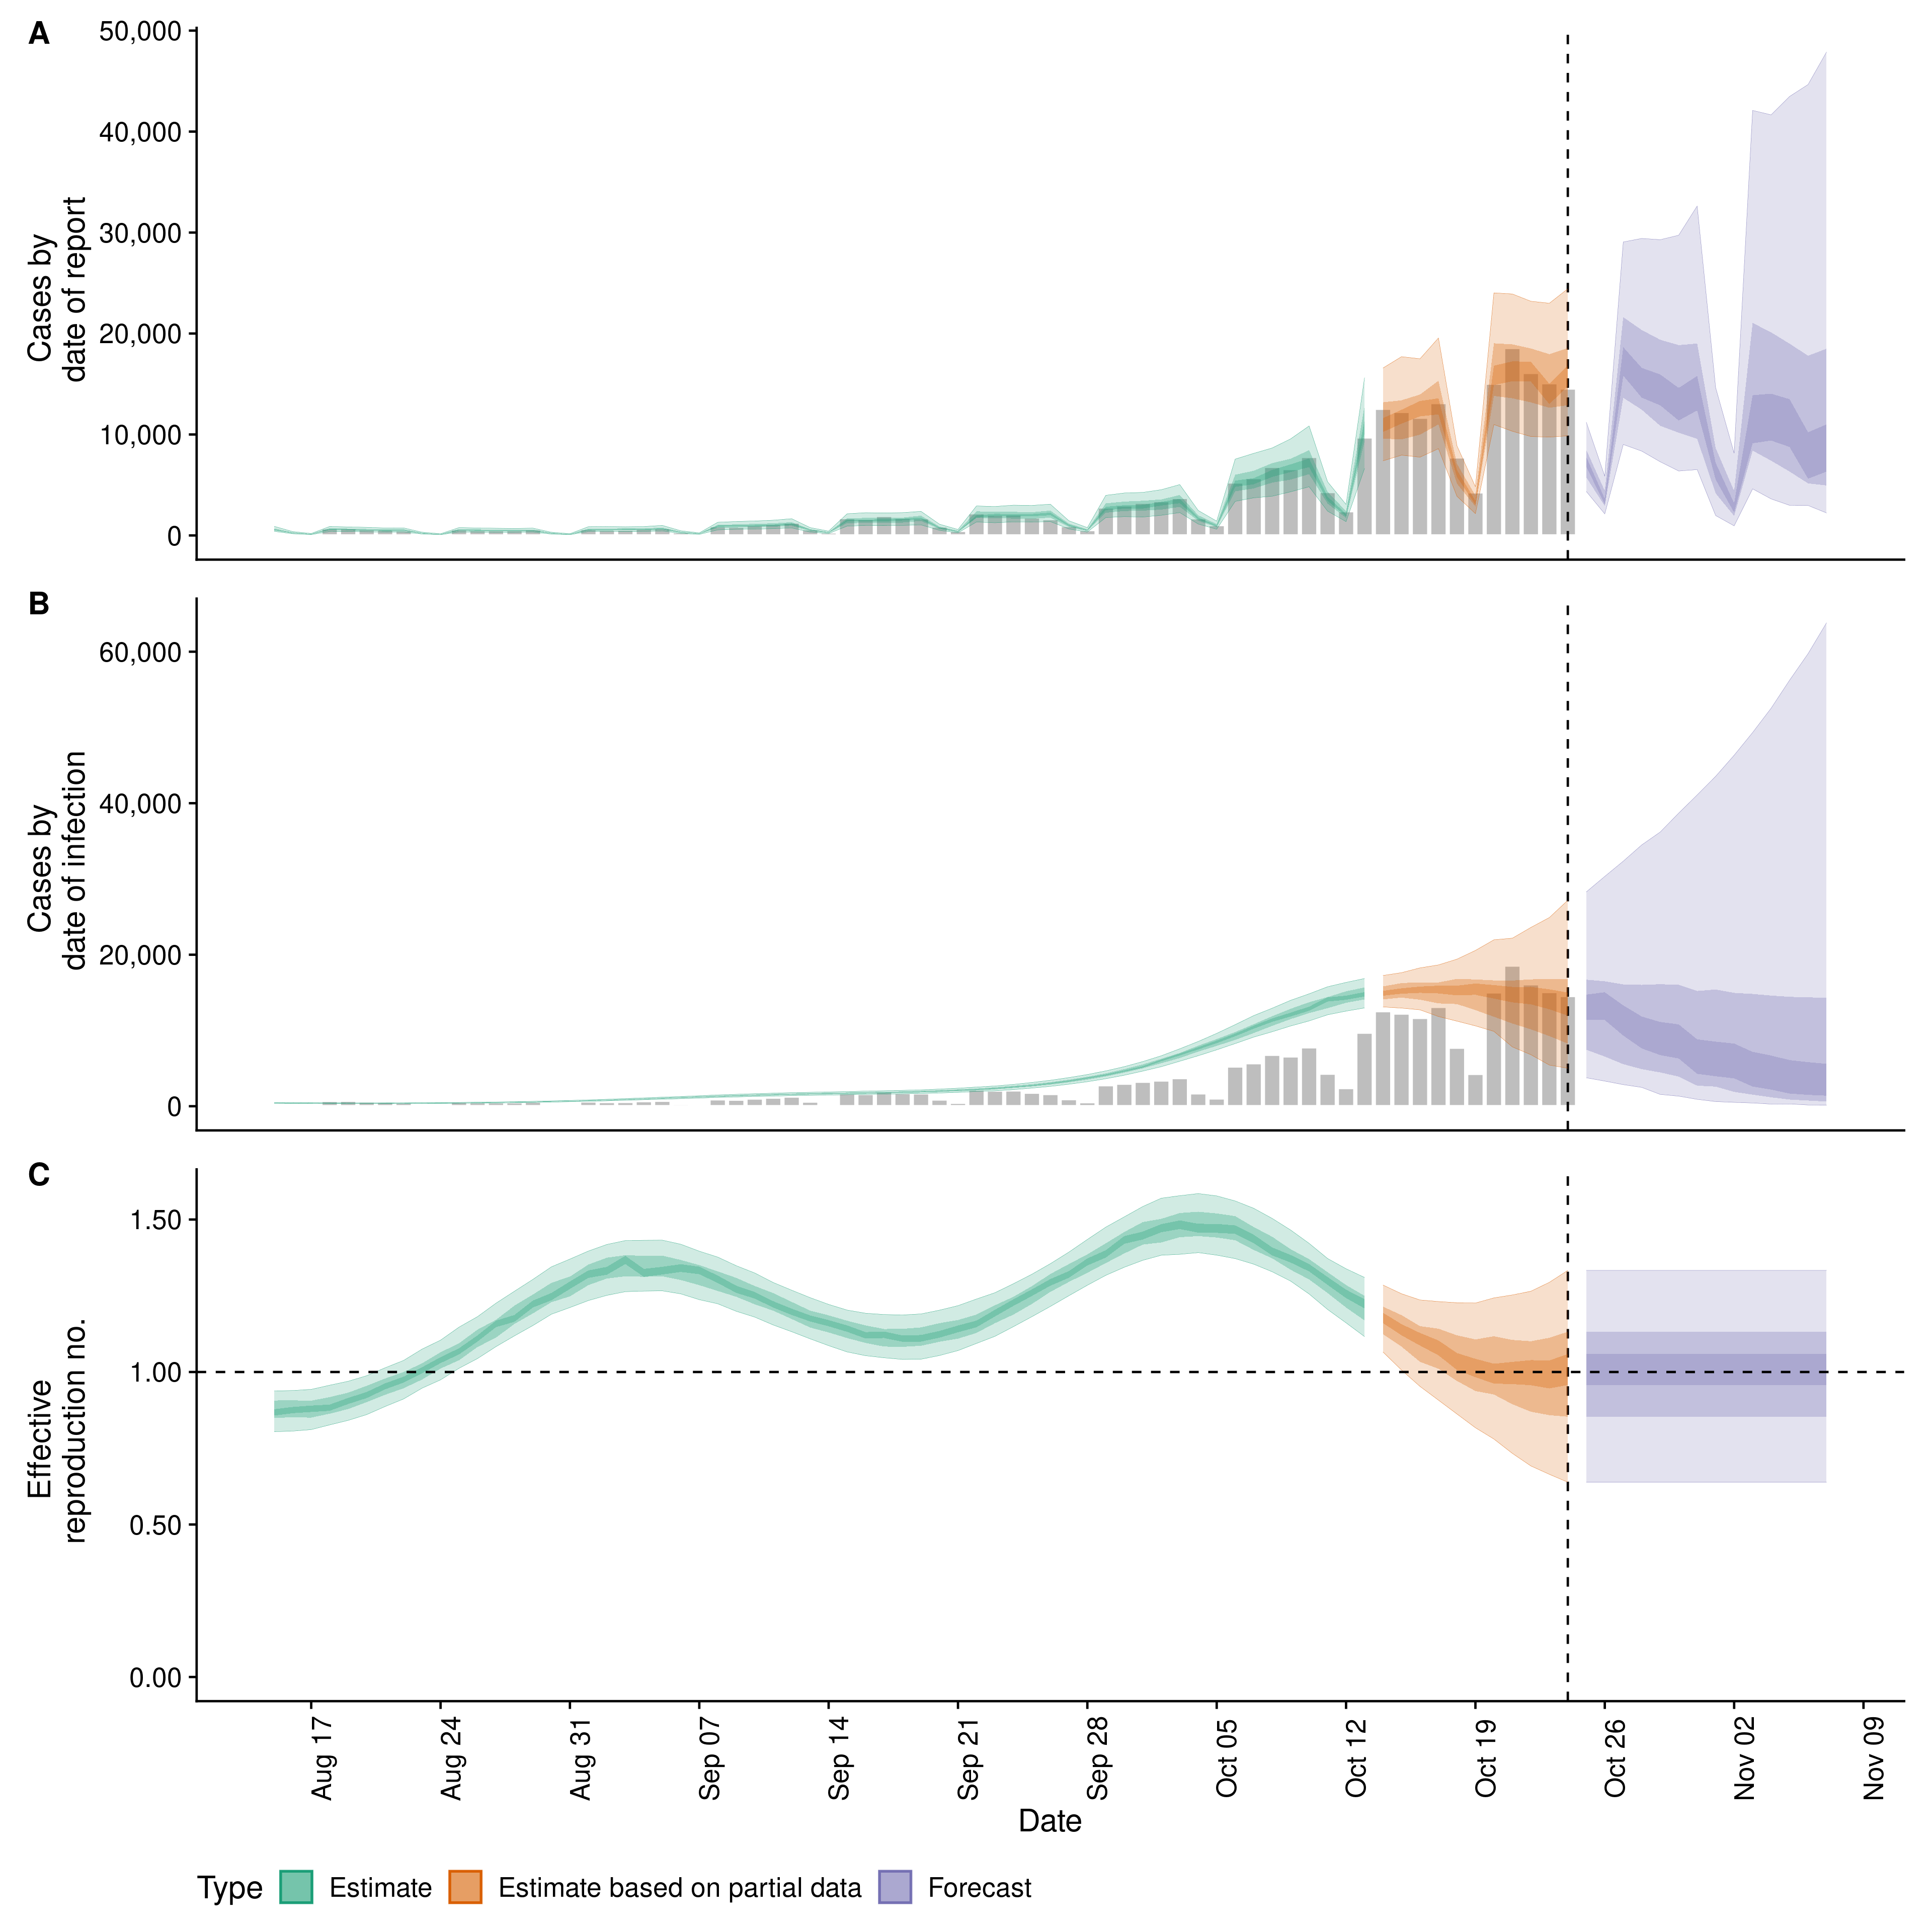 A
50,000
40,000
30,000
20,000
10,000
0
Cases by
date of report
B
60,000
40,000
20,000
0
Cases by
date of infection
C
1.50
1.00
0.50
0.00
Effective
reproduction no.
Aug 17
Aug 24
Aug 31
Sep 07
Sep 14
Sep 21
Sep 28
Oct 05
Oct 12
Oct 19
Oct 26
Nov 02
Nov 09
Date
Type Estimate Estimate based on partial data Forecast